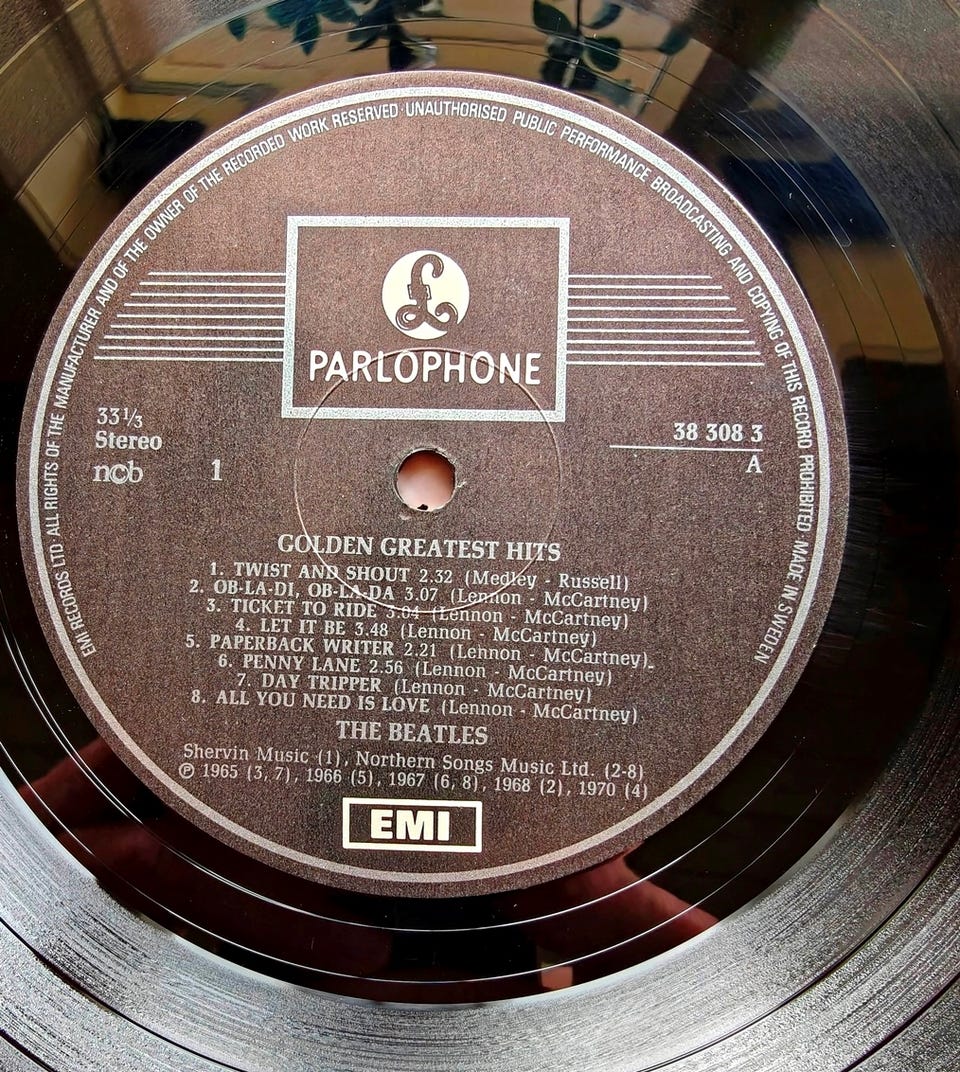 EMI RECORDS LTD ALL RIGHTS OF THE MANUFACTURER AND OF THE OWNER OF THE RECORDED WORK RESERVED·UNAUTHORISED PUBLIC PERFORMANCE BROADCASTING AND COPYING OF THIS RECORD PROHIBITED MADE IN SWEDEN
£
PARLOPHONE
33⅓
Stereo
ncb 1
38 308 3
A
GOLDEN GREATEST HITS
1. TWIST AND SHOUT 2.32 (Medley - Russell)
2. OB-LA-DI, OB-LA-DA 3.07 (Lennon - McCartney)
3. TICKET TO RIDE 3.04 (Lennon - McCartney)
4. LET IT BE 3.48 (Lennon - McCartney)
5. PAPERBACK WRITER 2.21 (Lennon - McCartney).
6. PENNY LANE 2.56 (Lennon - McCartney)
7. DAY TRIPPER (Lennon - McCartney)
8. ALL YOU NEED IS LOVE (Lennon - McCartney)
THE BEATLES
Shervin Music (1), Northern Songs Music Ltd. (2-8)
℗ 1965 (3, 7), 1966 (5), 1967 (6, 8), 1968 (2), 1970 (4)
EMI